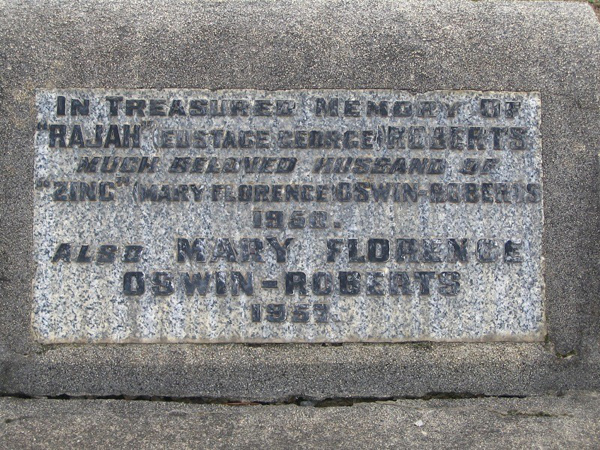 IN TREASURED MEMORY OF
"RAJAH" (EUSTACE GEORGE) ROBERTS
MUCH BELOVED HUSBAND OF
"ZING" (MARY FLORENCE) OSWIN-ROBERTS
ALSO MARY FLORENCE
OSWIN-ROBERTS